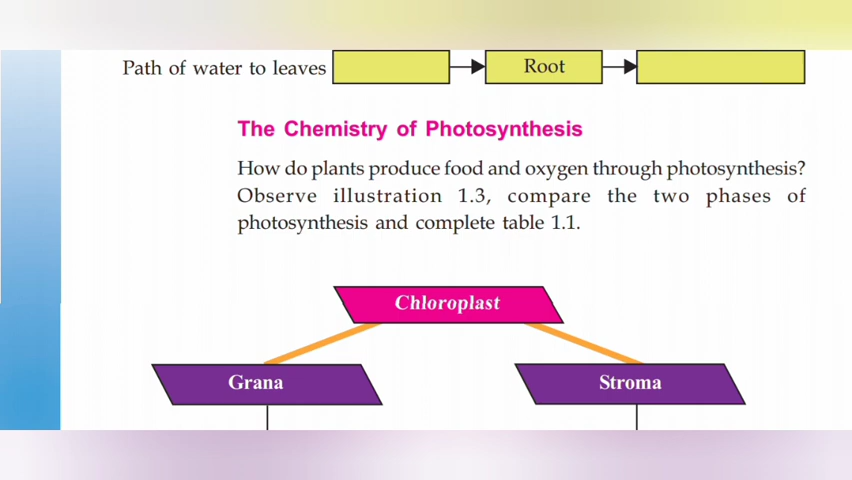 Path of water to leaves
Root
The Chemistry of Photosynthesis
How do plants produce food and oxygen through photosynthesis?
Observe illustration 1.3, compare the two phases of
photosynthesis and complete table 1.1.
Chloroplast
Grana
Stroma